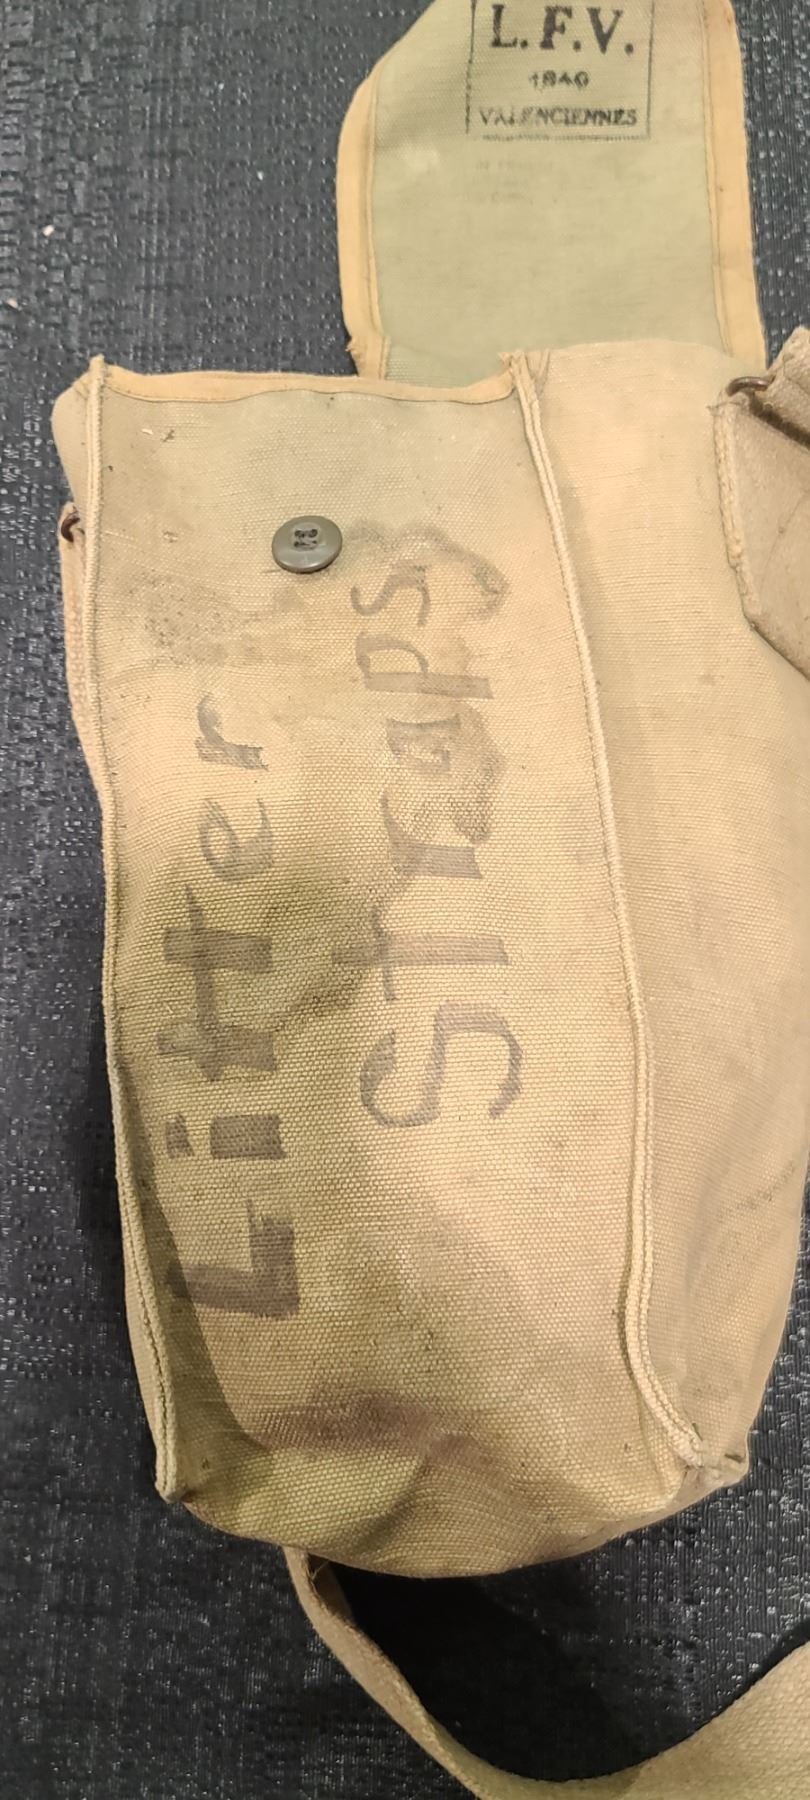 L.F.V.
1940
VALENCIENNES
Litter
Straps